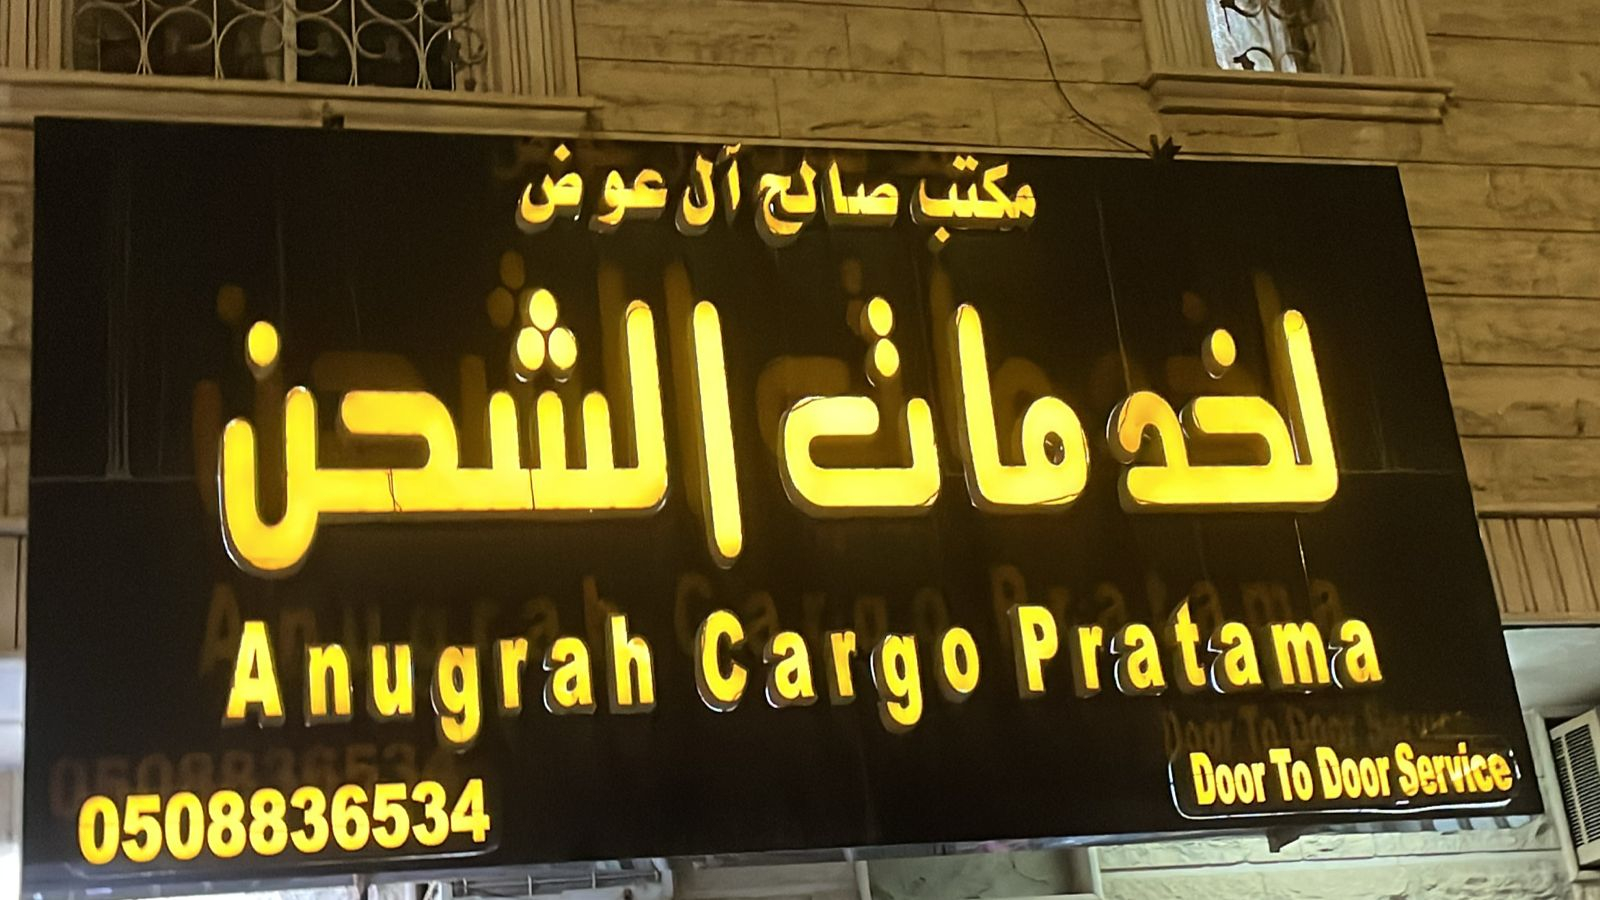 مكتب صالح آل عوض
لخدمات الشحن
Anugrah Cargo Pratama
0508836534
Door To Door Service